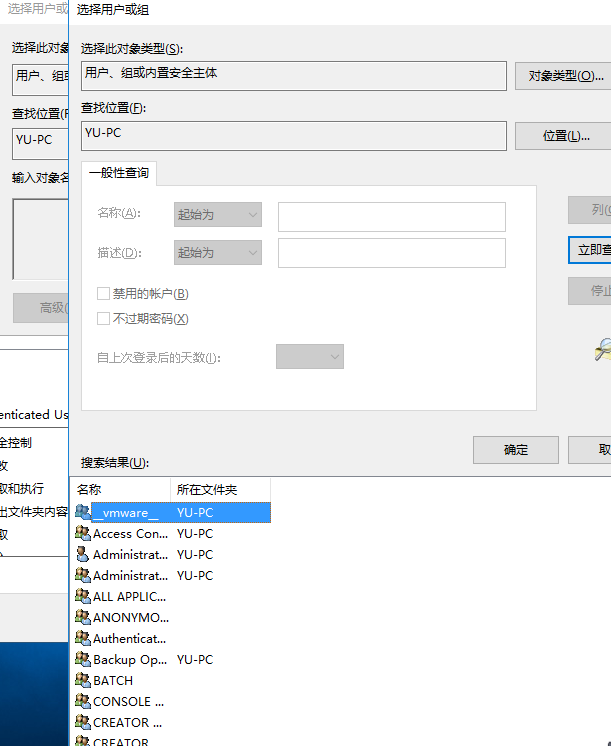 选择用户或
选择用户或组
选择此对象
选择此对象类型(S):
用户、组或
用户、组或内置安全主体
对象类型(O)...
查找位置(F
查找位置(F):
YU-PC
YU-PC
位置(L)...
输入对象名
一般性查询
名称(A):
起始为
列(
描述(D):
起始为
立即查
禁用的帐户(B)
停止
不过期密码(X)
高级(
自上次登录后的天数(I):
enticated Us
全控制
改
取和执行
出文件夹内容
取
确定
取
搜索结果(U):
名称 所在文件夹
__vmware__ YU-PC
Access Con... YU-PC
Administrat... YU-PC
Administrat... YU-PC
ALL APPLIC...
ANONYMO...
Authenticat...
Backup Op... YU-PC
BATCH
CONSOLE ...
CREATOR ...
CREATOR